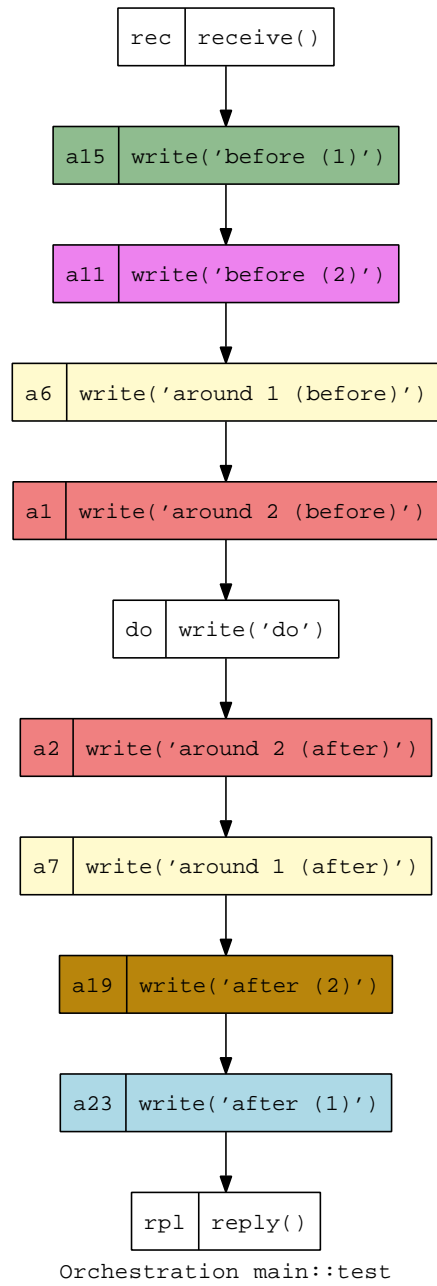 rec receive()
a15 write('before (1)')
a11 write('before (2)')
a6 write('around 1 (before)')
a1 write('around 2 (before)')
do write('do')
a2 write('around 2 (after)')
a7 write('around 1 (after)')
a19 write('after (2)')
a23 write('after (1)')
rpl reply()
Orchestration main::test